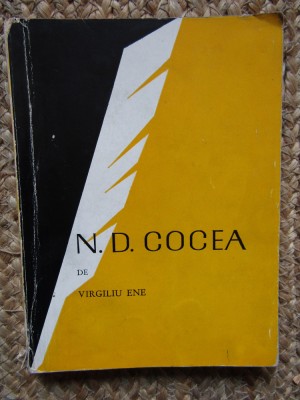 N. D. COCEA
DE
VIRGILIU ENE